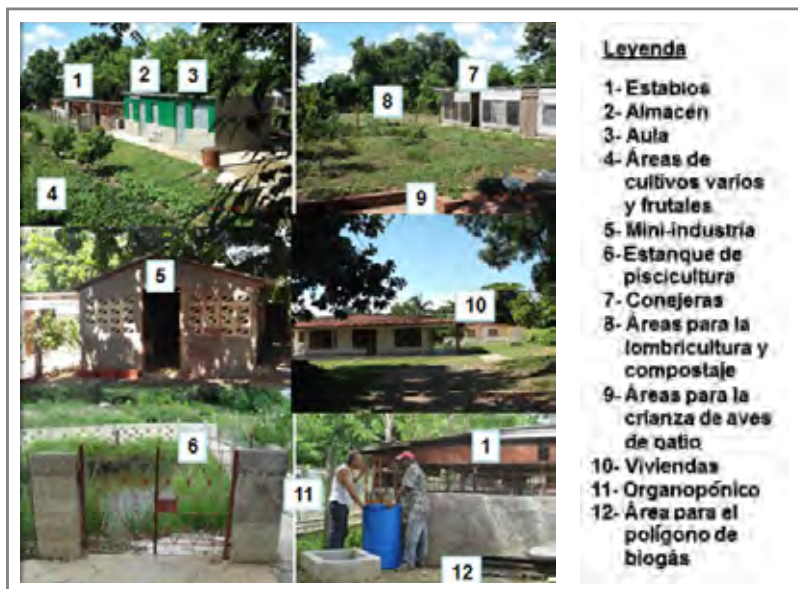 1
2
3
4
7
8
9
5
10
6
11
1
12
Leyenda
1- Establos
2- Almacén
3- Aula
4- Áreas de
cultivos varios
y frutales
5- Mini-industria
6- Estanque de
piscicultura
7- Conejeras
8- Áreas para la
lombricultura y
compostaje
9- Áreas para la
crianza de aves
de patio
10- Viviendas
11- Organopónico
12- Área para el
polígono de
biogás